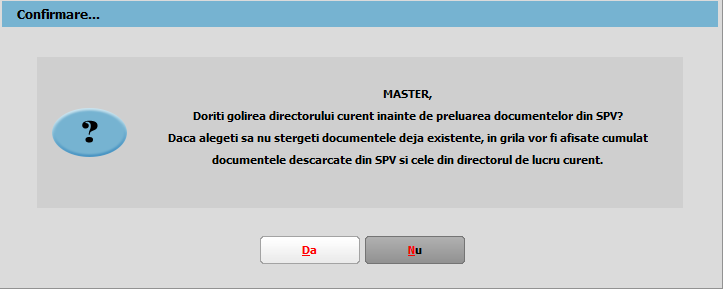 Confirmare...
MASTER,
Doriti golirea directorului curent inainte de preluarea documentelor din SPV?
Daca alegeti sa nu stergeti documentele deja existente, in grila vor fi afisate cumulat
documentele descarcate din SPV si cele din directorul de lucru curent.
?
Da
Nu